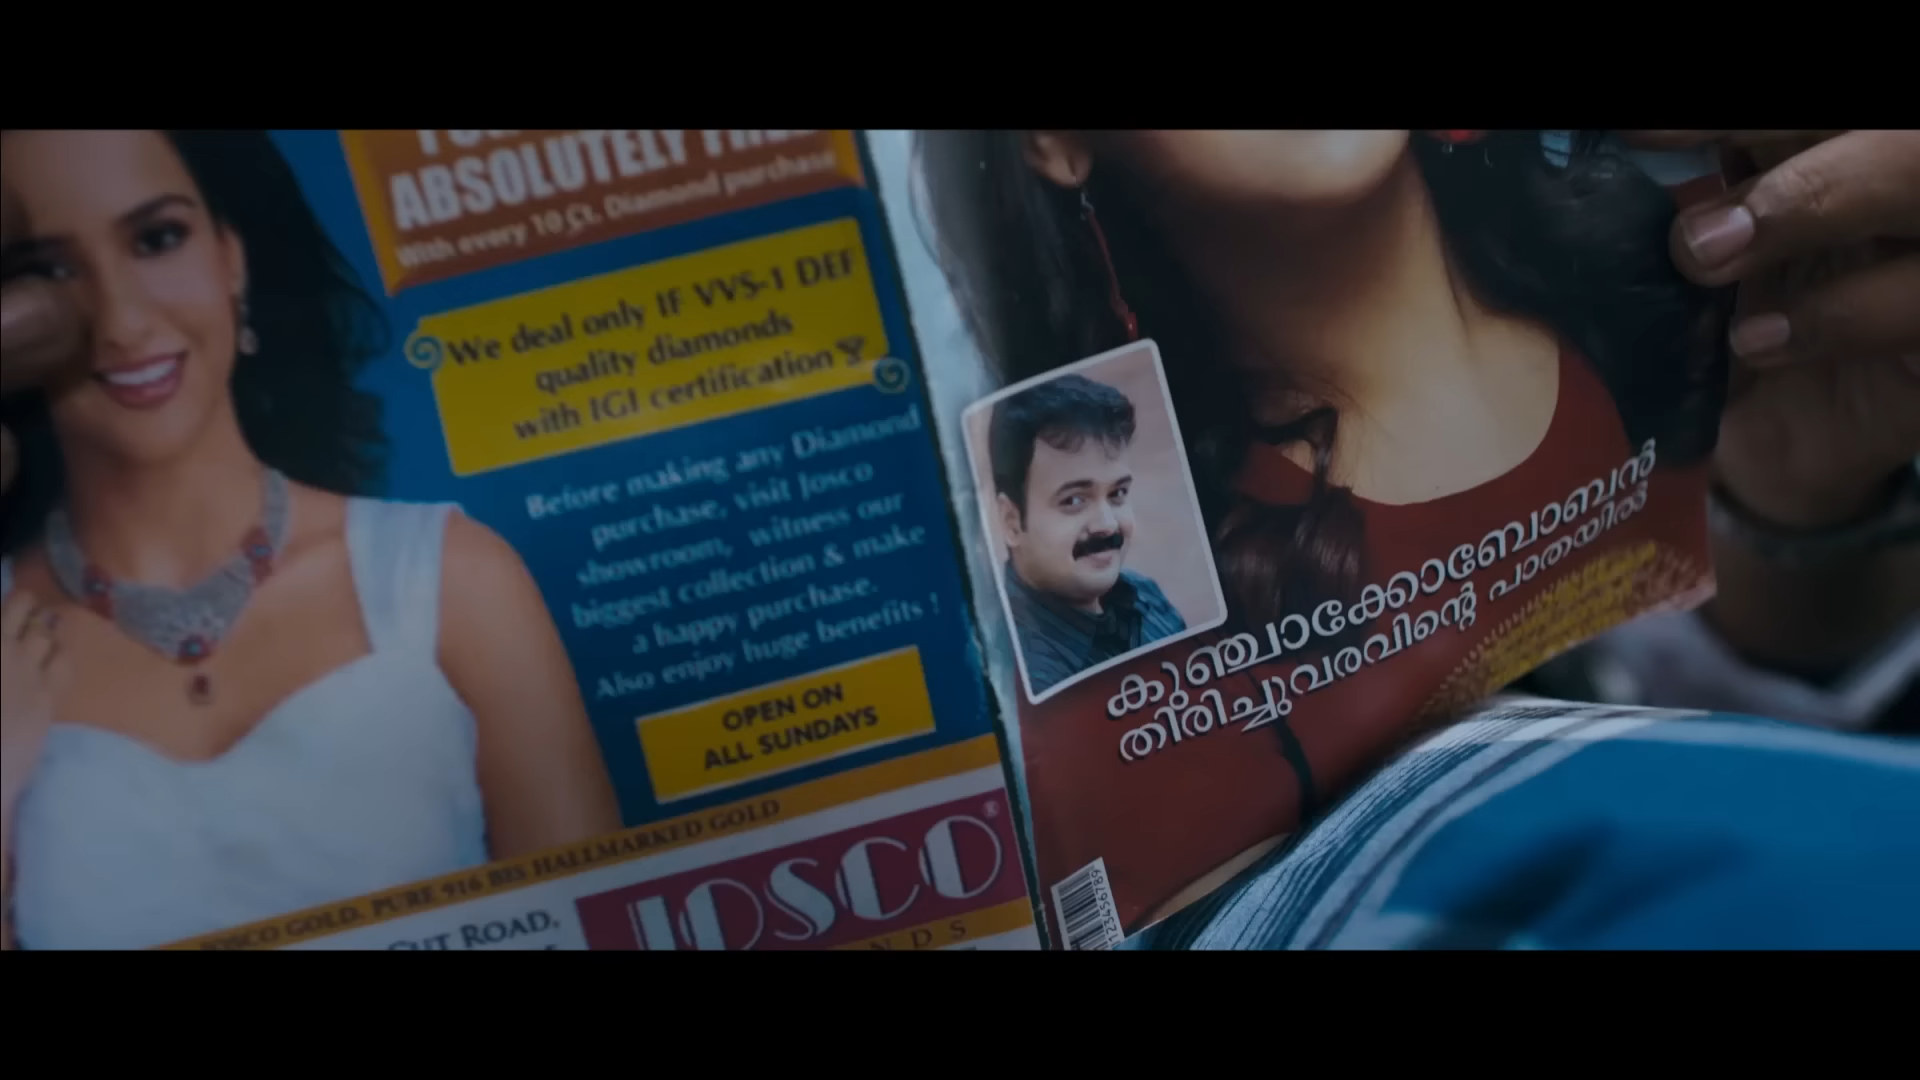 ABSOLUTELY
With every 10 Ct. Diamond purchase
We deal only IF VVS-1 DEF
quality diamonds
with IGI certification
Before making any Diamond
purchase, visit Josco
showroom, witness our
biggest collection & make
a happy purchase.
Also enjoy huge benefits !
OPEN ON
ALL SUNDAYS
JOSCO GOLD. PURE 916 BIS HALLMARKED GOLD
ROAD,
JOSCO®
കുഞ്ചാക്കോബോബൻ
തിരിച്ചുവരവിന്റെ പാതയിൽ
123456789